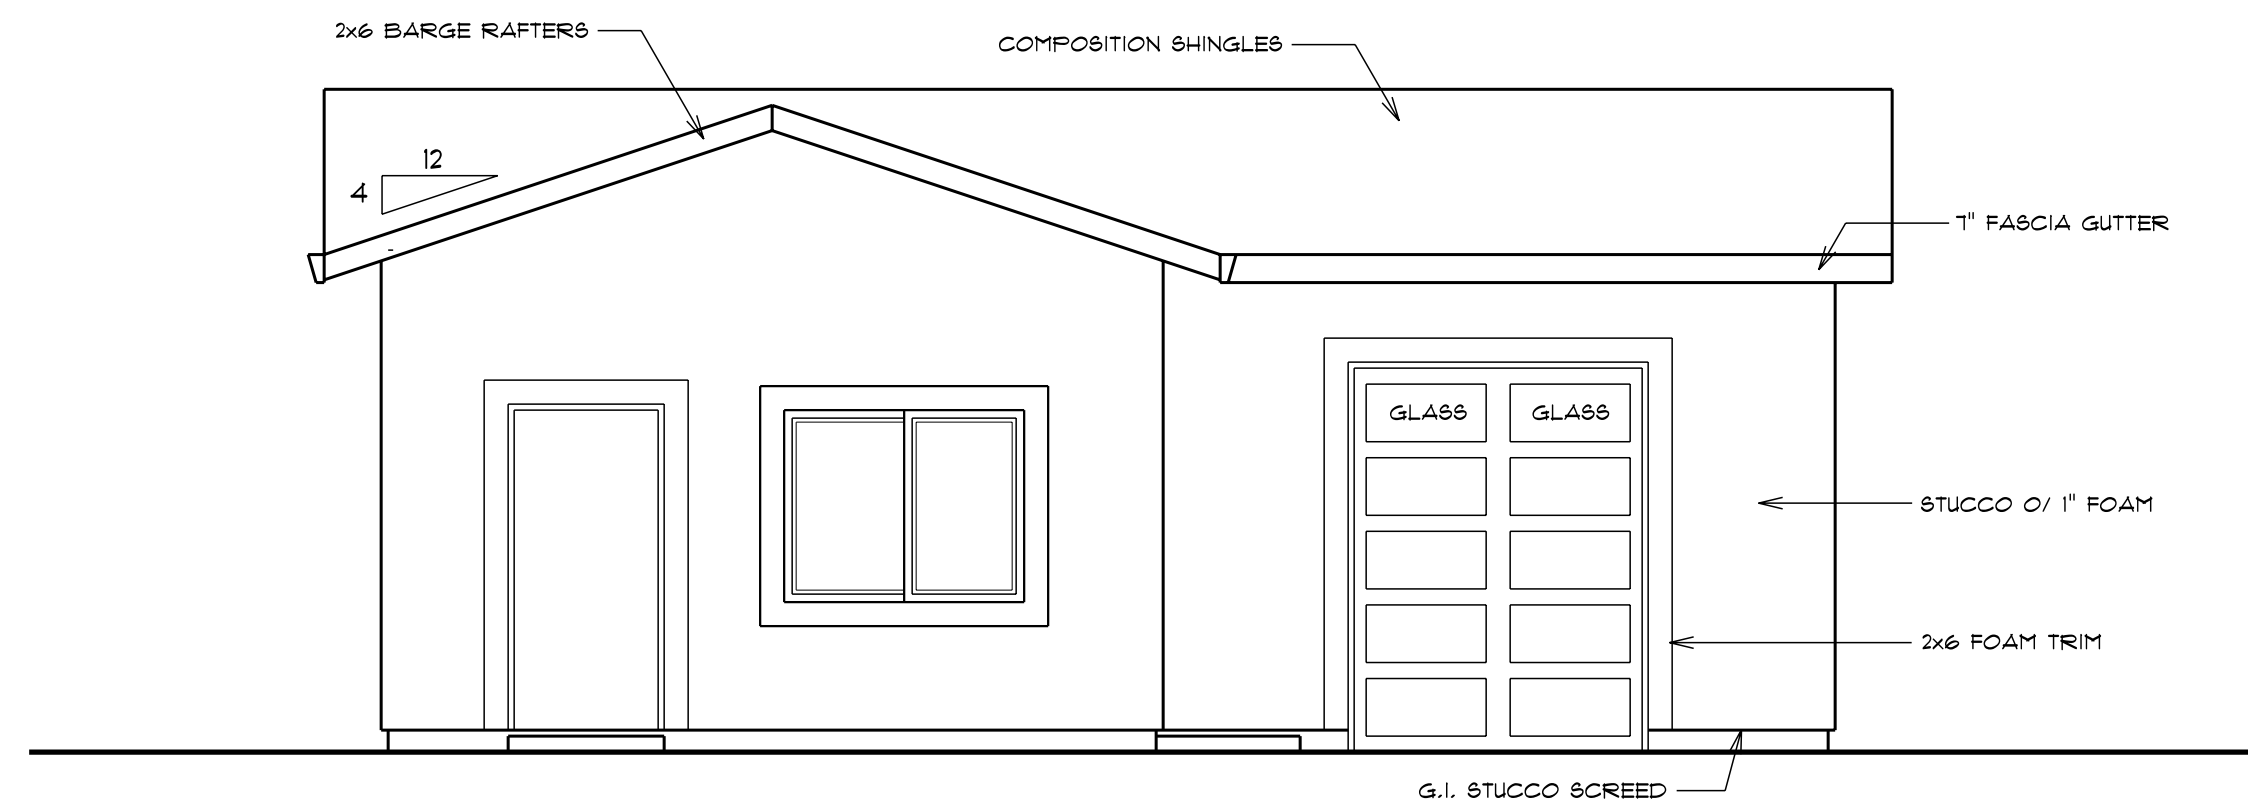 2x6 BARGE RAFTERS
COMPOSITION SHINGLES
12
4
7" FASCIA GUTTER
GLASS GLASS
STUCCO O/ 1" FOAM
2x6 FOAM TRIM
G.I. STUCCO SCREED